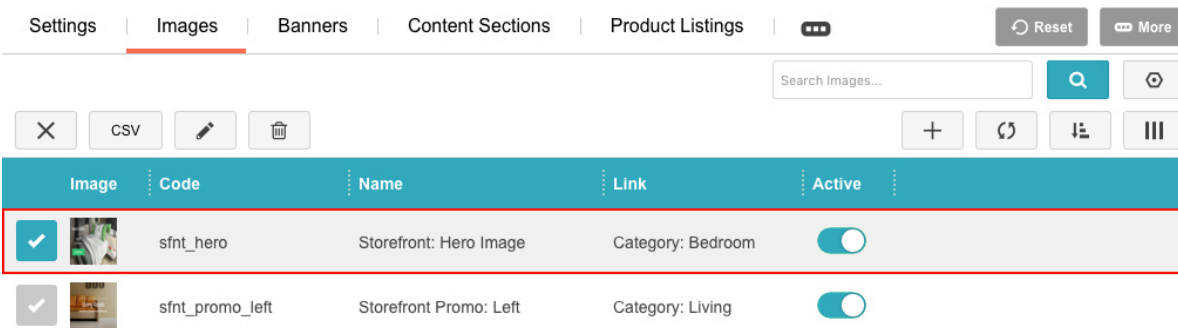 Settings Images Banners Content Sections Product Listings Reset More
Search Images...
CSV
Image Code Name Link Active
sfnt_hero Storefront: Hero Image Category: Bedroom
sfnt_promo_left Storefront Promo: Left Category: Living